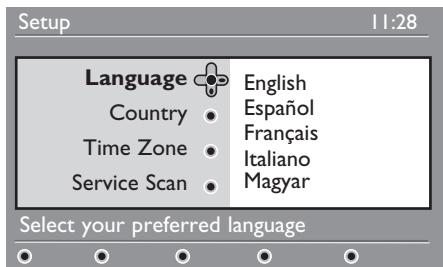 Setup 11:28
Language
Country
Time Zone
Service Scan
English
Español
Français
Italiano
Magyar
Select your preferred language